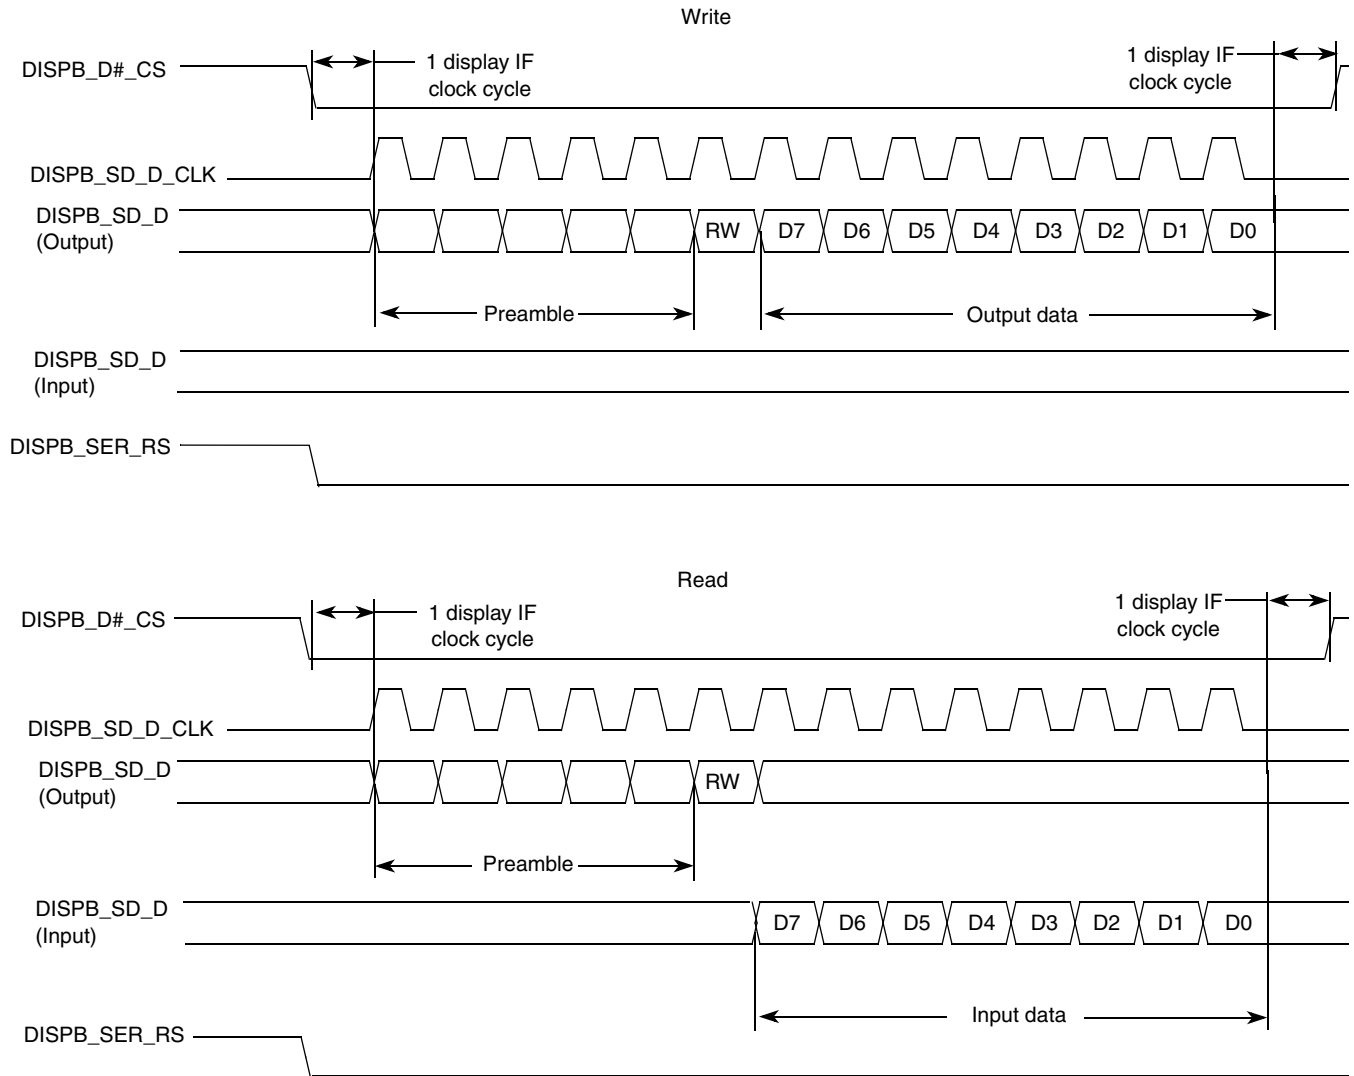 Write
DISPB_D#_CS
1 display IF
clock cycle
1 display IF
clock cycle
DISPB_SD_D_CLK
DISPB_SD_D
(Output)
RW D7 D6 D5 D4 D3 D2 D1 D0
Preamble
Output data
DISPB_SD_D
(Input)
DISPB_SER_RS
Read
DISPB_D#_CS
1 display IF
clock cycle
1 display IF
clock cycle
DISPB_SD_D_CLK
DISPB_SD_D
(Output)
RW
Preamble
DISPB_SD_D
(Input)
D7 D6 D5 D4 D3 D2 D1 D0
Input data
DISPB_SER_RS